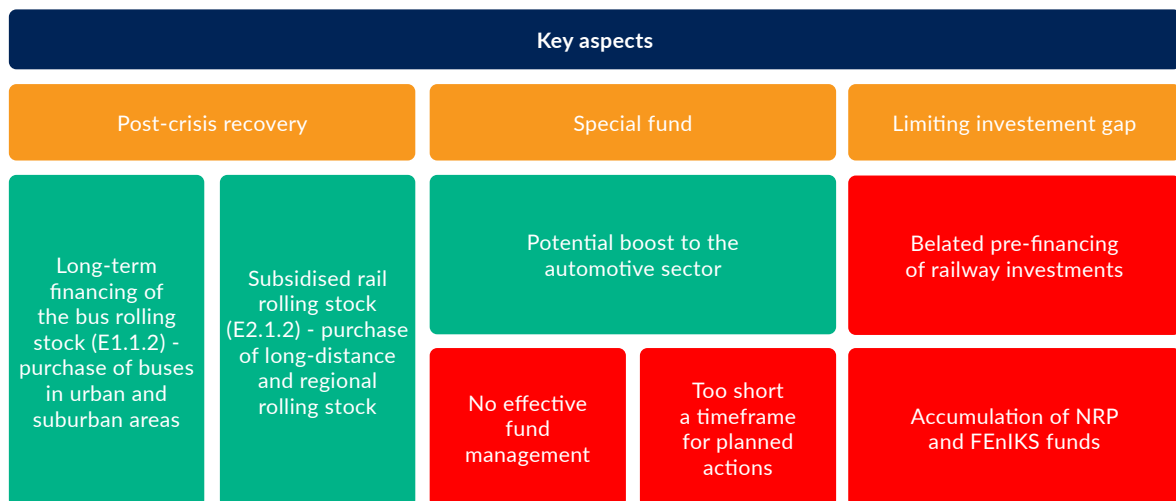 Key aspects
Post-crisis recovery
Special fund
Limiting investement gap
Long-term
financing of
the bus rolling
stock (E1.1.2) -
purchase of buses
in urban and
suburban areas
Subsidised rail
rolling stock
(E2.1.2) - purchase
of long-distance
and regional
rolling stock
Potential boost to the
automotive sector
No effective
fund
management
Too short
a timeframe
for planned
actions
Belated pre-financing
of railway investments
Accumulation of NRP
and FEnIKS funds